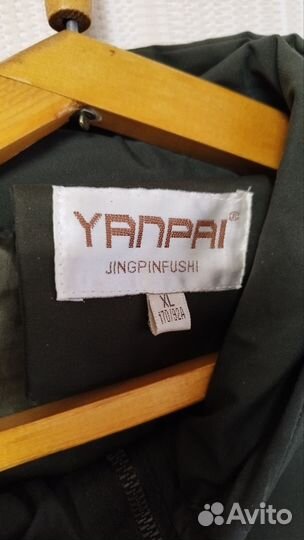 YANPAI®
JINGPINFUSHI
XL
170/92A
Avito